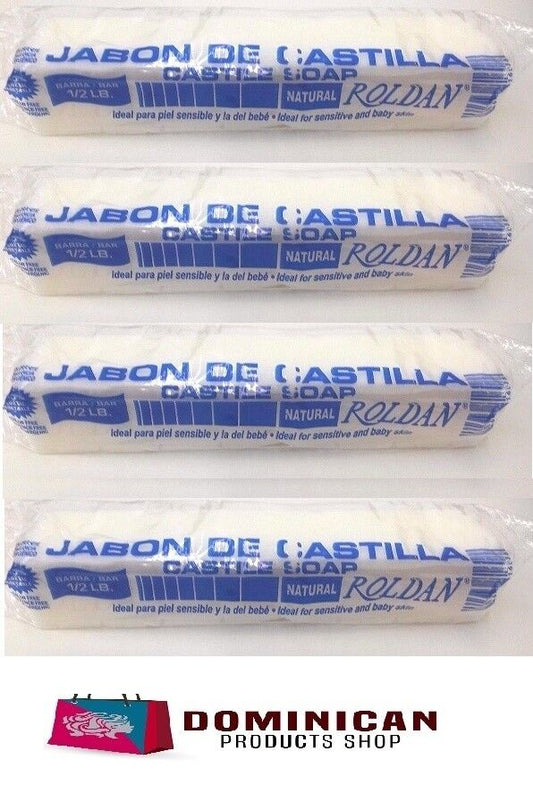 JABON DE CASTILLA
CASTILE SOAP
BARRA / BAR
1/2 LB.
NATURAL ROLDAN®
Ideal para piel sensible y la del bebé • Ideal for sensitive and baby skin
JABON DE CASTILLA
CASTILE SOAP
BARRA / BAR
1/2 LB.
NATURAL ROLDAN®
Ideal para piel sensible y la del bebé • Ideal for sensitive and baby skin
JABON DE CASTILLA
CASTILE SOAP
BARRA / BAR
1/2 LB.
NATURAL ROLDAN®
Ideal para piel sensible y la del bebé • Ideal for sensitive and baby skin
JABON DE CASTILLA
CASTILE SOAP
BARRA / BAR
1/2 LB.
NATURAL ROLDAN®
Ideal para piel sensible y la del bebé • Ideal for sensitive and baby skin
DOMINICAN
PRODUCTS SHOP